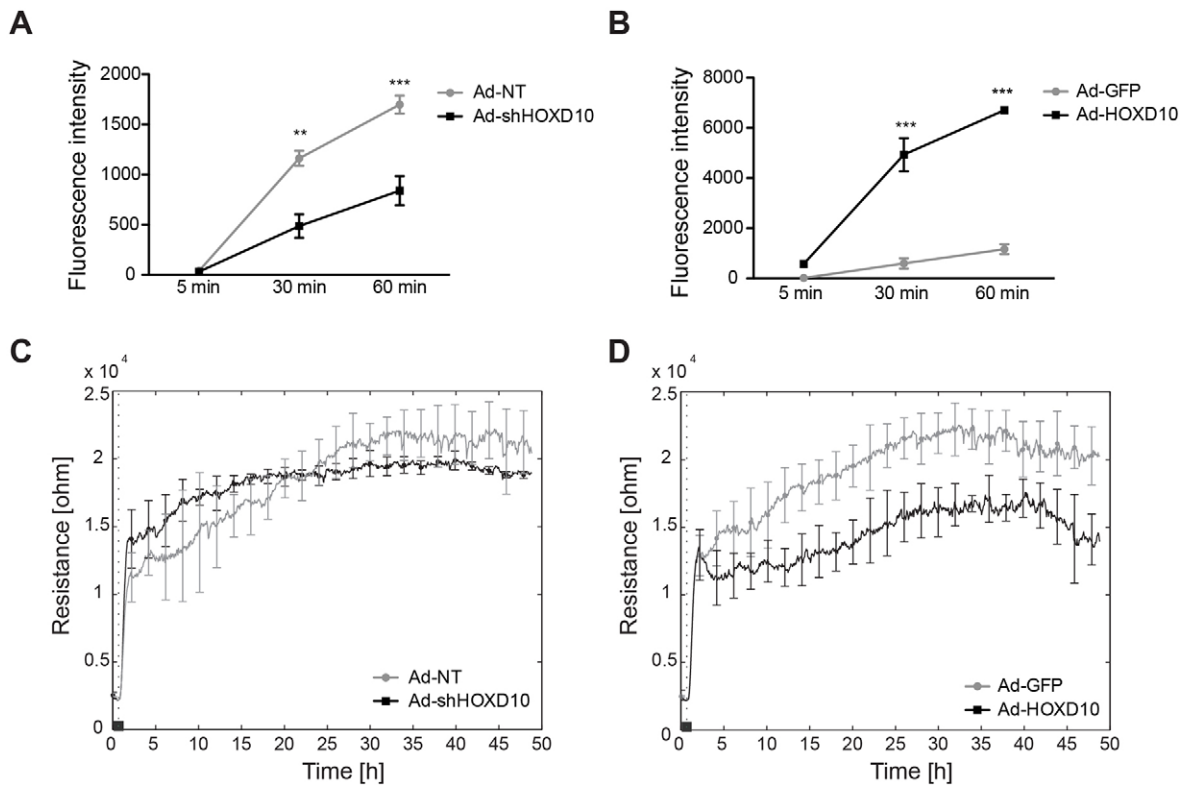 A
Fluorescence intensity
2000
1500
1000
500
0
5 min 30 min 60 min
**
***
Ad-NT
Ad-shHOXD10
B
Fluorescence intensity
8000
6000
4000
2000
0
5 min 30 min 60 min
***
***
Ad-GFP
Ad-HOXD10
C
x 10 4
Resistance [ohm]
2.5
2
1.5
1
0.5
0
0 5 10 15 20 25 30 35 40 45 50
Time [h]
Ad-NT
Ad-shHOXD10
D
x 10 4
Resistance [ohm]
2.5
2
1.5
1
0.5
0
0 5 10 15 20 25 30 35 40 45 50
Time [h]
Ad-GFP
Ad-HOXD10